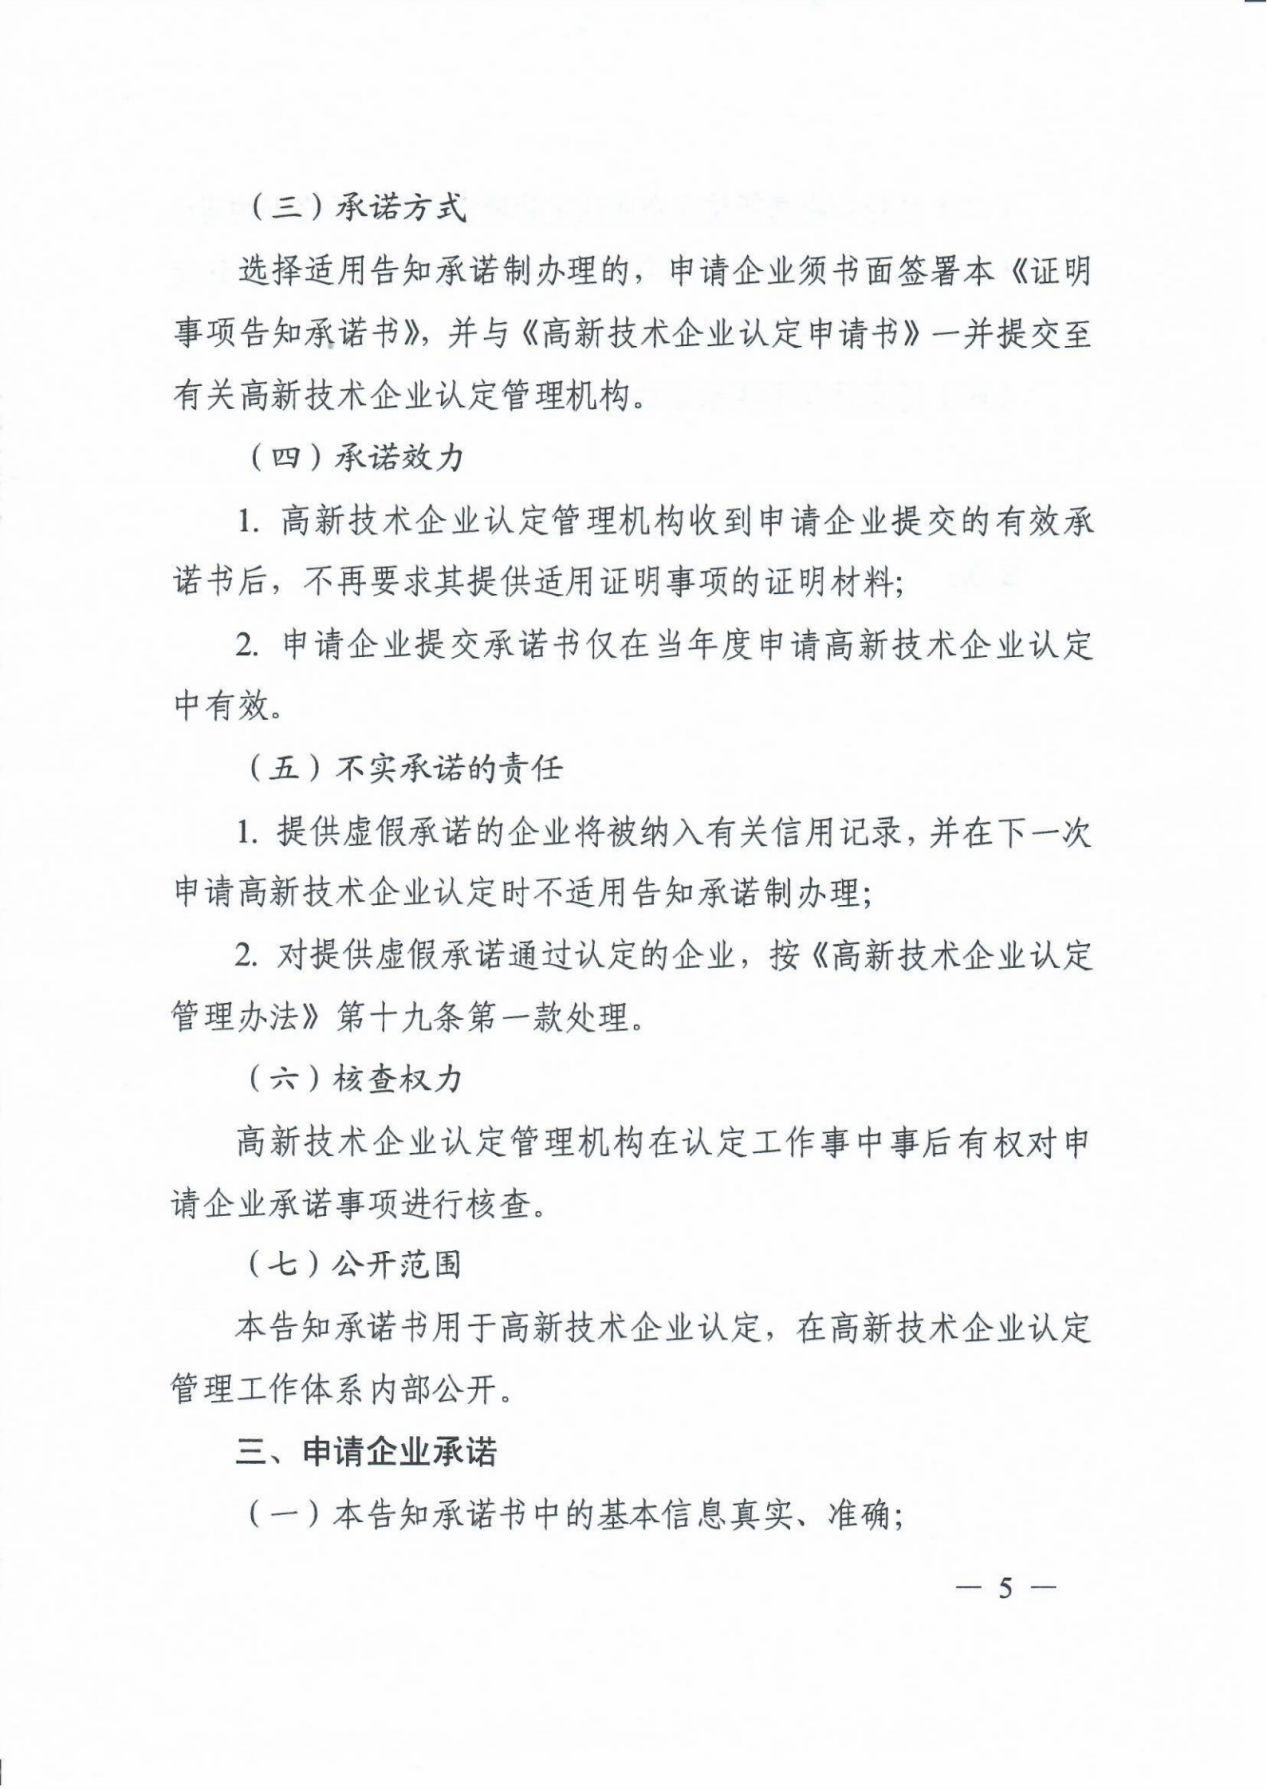 （三）承诺方式
选择适用告知承诺制办理的，申请企业须书面签署本《证明
事项告知承诺书》，并与《高新技术企业认定申请书》一并提交至
有关高新技术企业认定管理机构。
（四）承诺效力
1. 高新技术企业认定管理机构收到申请企业提交的有效承
诺书后，不再要求其提供适用证明事项的证明材料；
2. 申请企业提交承诺书仅在当年度申请高新技术企业认定
中有效。
（五）不实承诺的责任
1. 提供虚假承诺的企业将被纳入有关信用记录，并在下一次
申请高新技术企业认定时不适用告知承诺制办理；
2. 对提供虚假承诺通过认定的企业，按《高新技术企业认定
管理办法》第十九条第一款处理。
（六）核查权力
高新技术企业认定管理机构在认定工作事中事后有权对申
请企业承诺事项进行核查。
（七）公开范围
本告知承诺书用于高新技术企业认定，在高新技术企业认定
管理工作体系内部公开。
三、申请企业承诺
（一）本告知承诺书中的基本信息真实、准确；
— 5 —